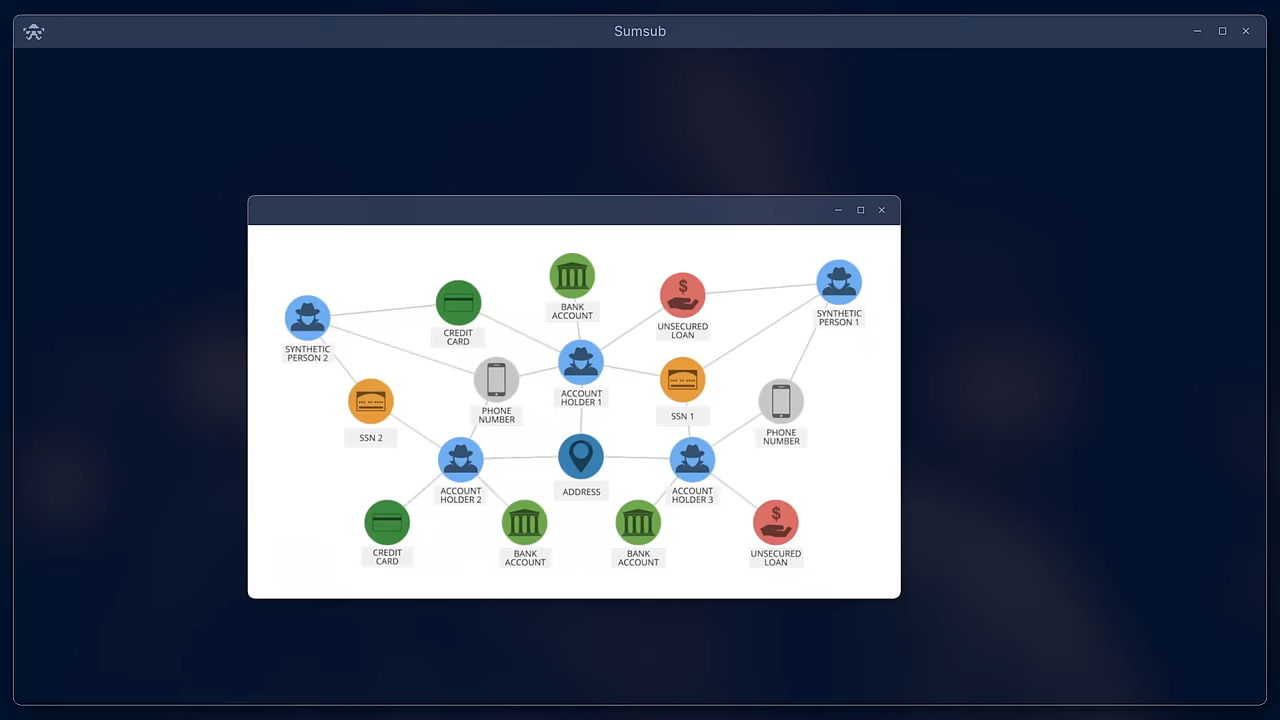 Sumsub
BANK
ACCOUNT
SYNTHETIC
PERSON 1
UNSECURED
LOAN
CREDIT
CARD
SYNTHETIC
PERSON 2
ACCOUNT
HOLDER 1
PHONE
NUMBER
SSN 1
PHONE
NUMBER
SSN 2
ACCOUNT
HOLDER 2
ADDRESS
ACCOUNT
HOLDER 3
CREDIT
CARD
BANK
ACCOUNT
BANK
ACCOUNT
UNSECURED
LOAN
$
$